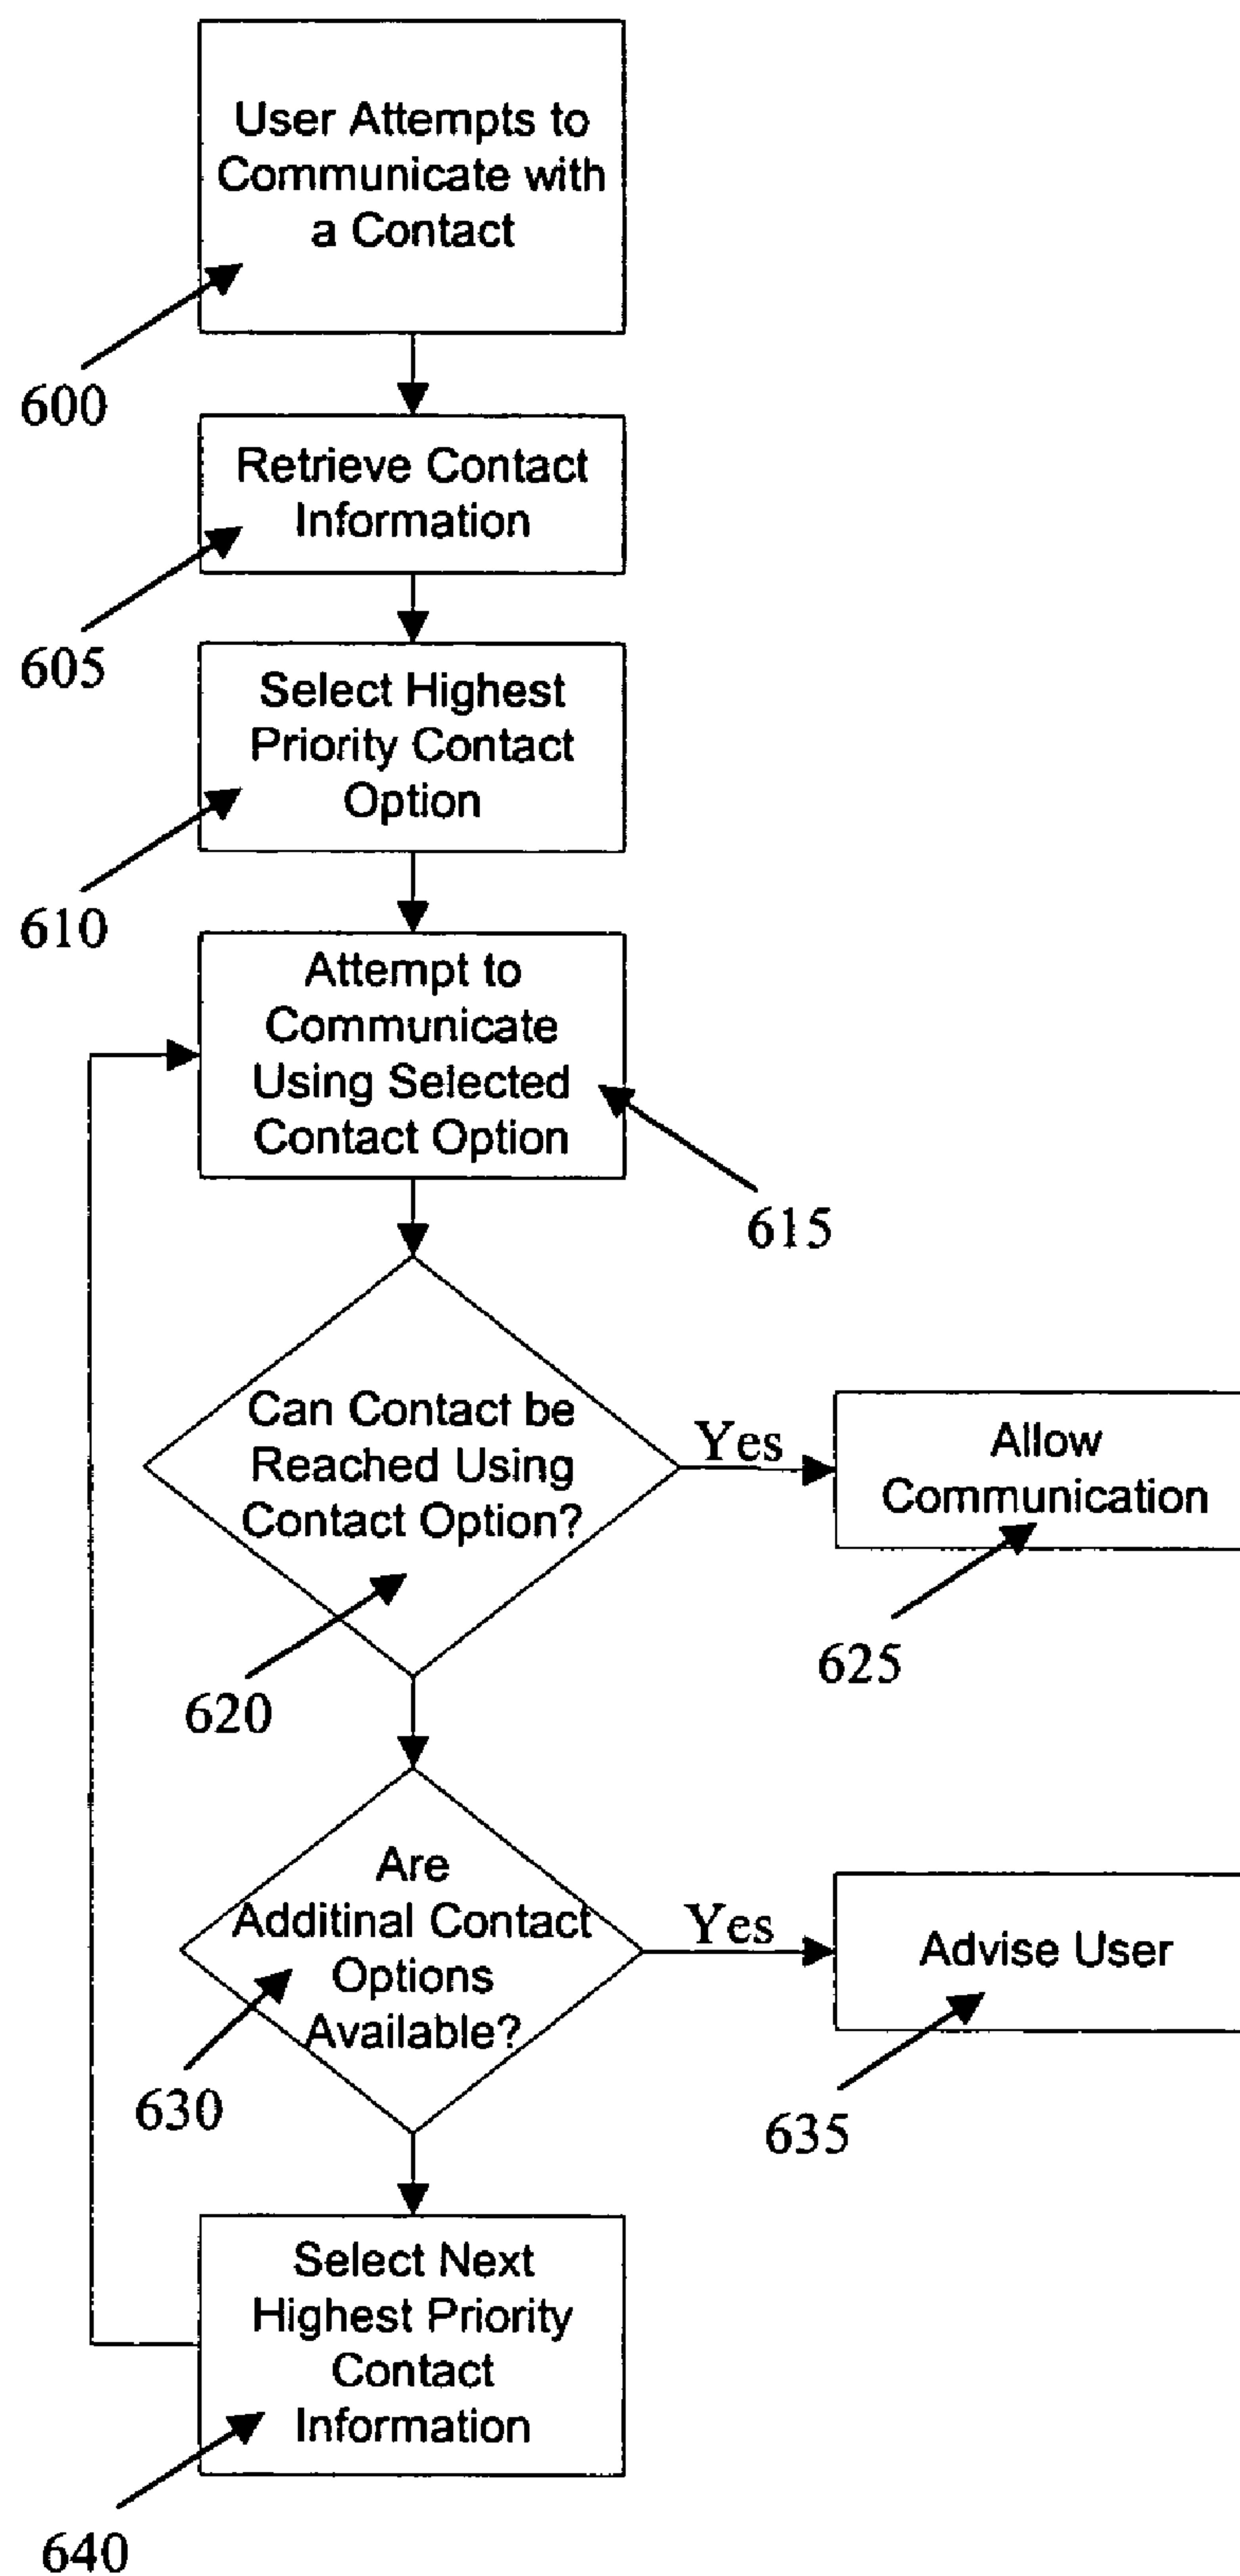 User Attempts to
Communicate with
a Contact
600
Retrieve Contact
Information
605
Select Highest
Priority Contact
Option
610
Attempt to
Communicate
Using Selected
Contact Option
615
Can Contact be
Reached Using
Contact Option?
Yes
Allow
Communication
620
625
Are
Additinal Contact
Options
Available?
Yes
Advise User
630
635
Select Next
Highest Priority
Contact
Information
640